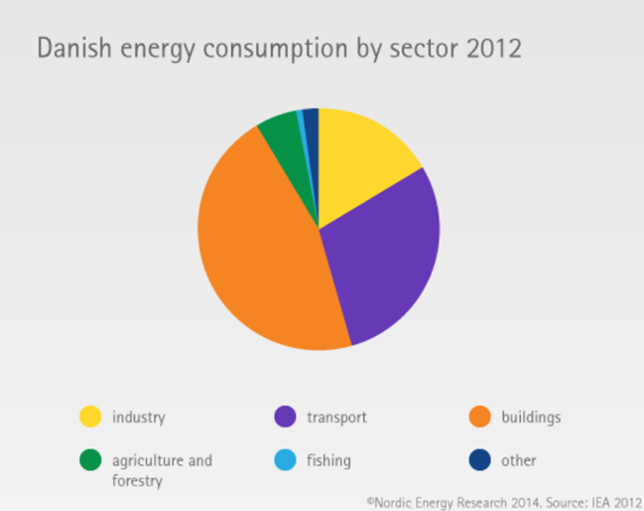 Danish energy consumption by sector 2012
industry
transport
buildings
agriculture and
forestry
fishing
other
©Nordic Energy Research 2014. Source: IEA 2012